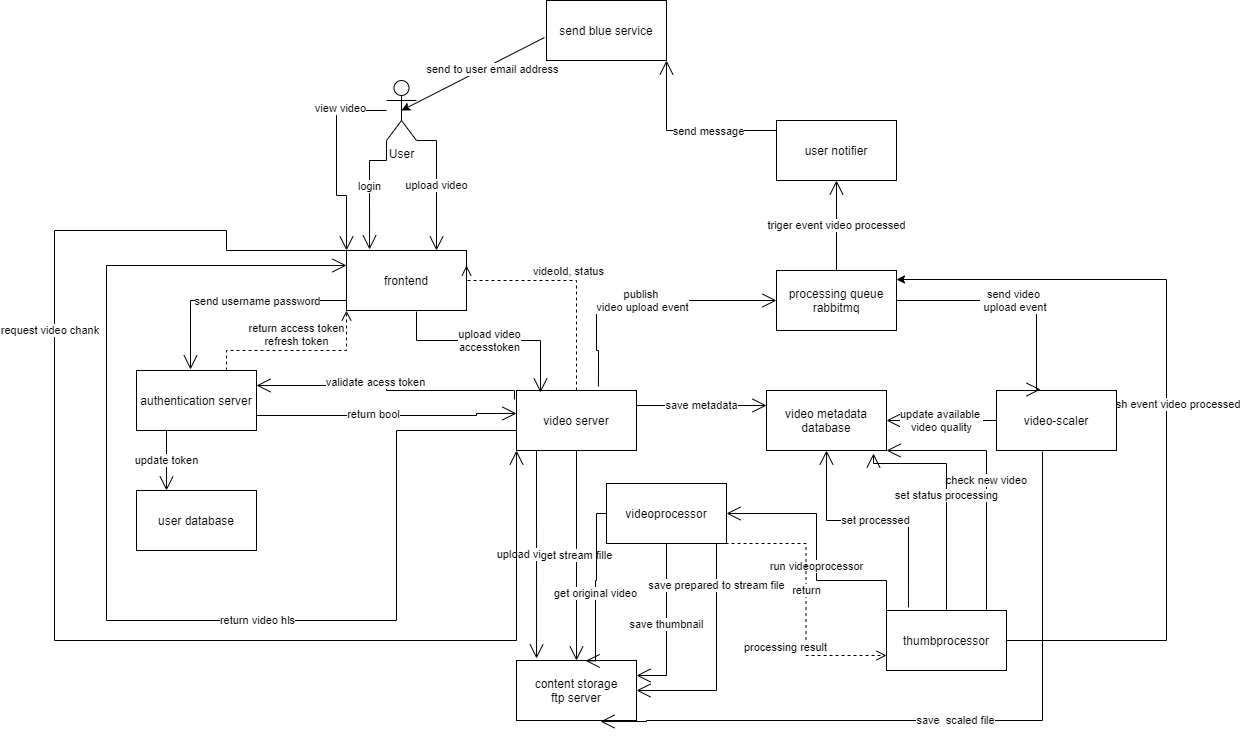 send blue service
send to user email address
view video
User
send message
user notifier
login
upload video
triger event video processed
frontend
videoId, status
publish
video upload event
processing queue
rabbitmq
send video
upload event
send username password
request video chank
return access token
refresh token
upload video
accesstoken
validate acess token
authentication server
return bool
video server
save metadata
video metadata
database
update available
video quality
video-scaler
sh event video processed
update token
user database
check new video
set status processing
videoprocessor
set processed
upload vi
get stream fille
run videoprocessor
get original video
save prepared to stream file
return
return video hls
save thumbnail
processing result
thumbprocessor
content storage
ftp server
save scaled file